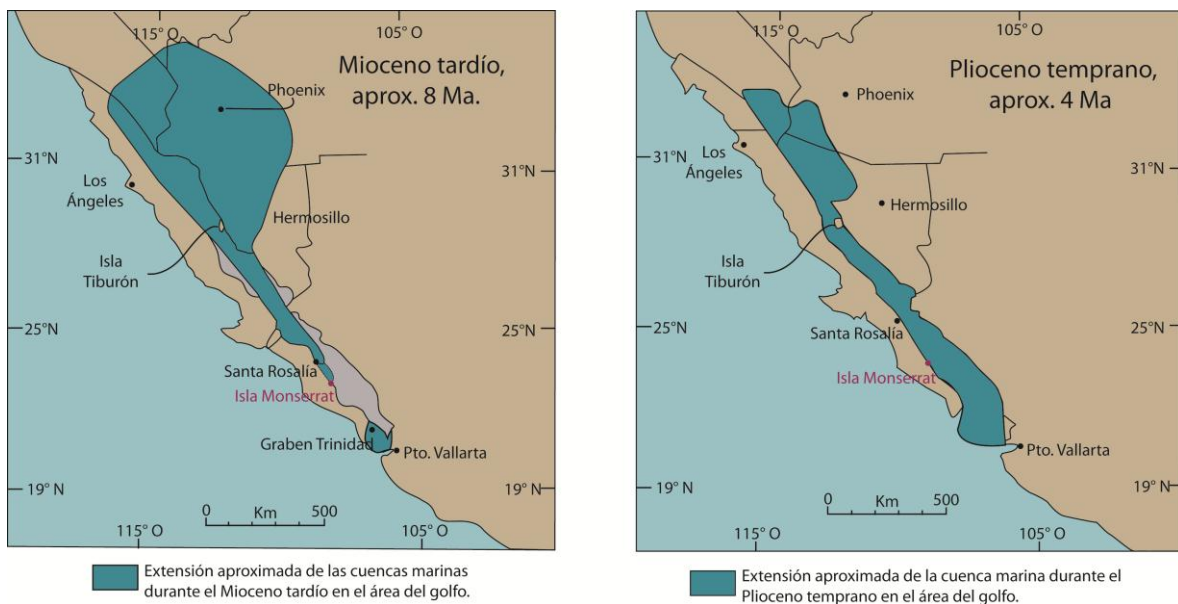 115 O
105° O
Mioceno tardío,
aprox. 8 Ma.
Phoenix
31°N
31°N
Los
Ángeles
Hermosillo
Isla
Tiburón
25°N
25°N
Santa Rosalía
Isla Monserrat
Graben Trinidad
Pto. Vallarta
19° N
19° N
0 Km 500
115° O
105° O
Extensión aproximada de las cuencas marinas
durante el Mioceno tardío en el área del golfo.
115° O
105° O
Plioceno temprano,
aprox. 4 Ma
Phoenix
31°N
31°N
Los
Ángeles
Hermosillo
Isla
Tiburón
25°N
25°N
Santa Rosalía
Isla Monserrat
Pto. Vallarta
19° N
19° N
0 Km 500
115° O
105° O
Extensión aproximada de la cuenca marina durante el
Plioceno temprano en el área del golfo.